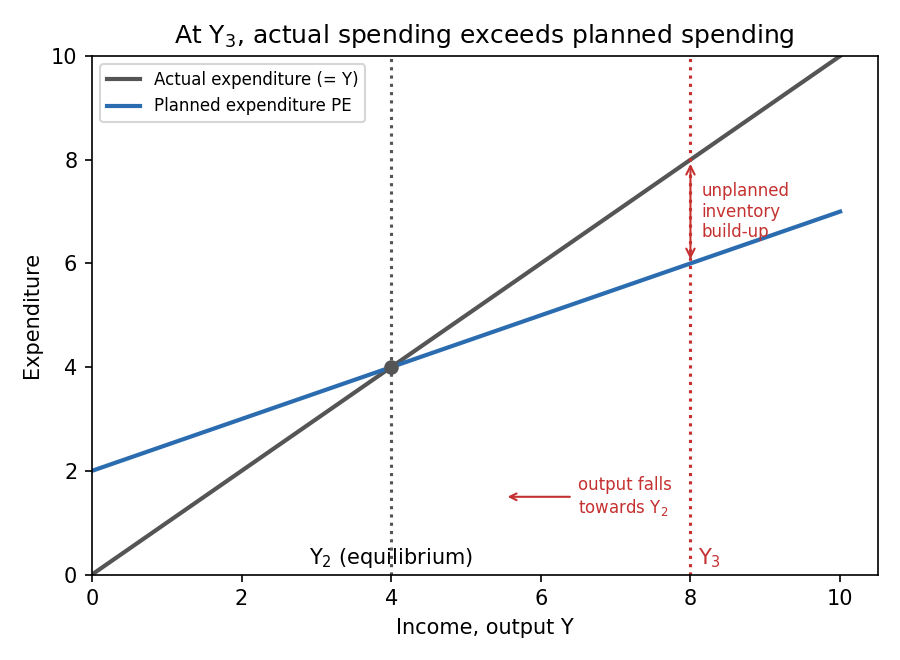 At Y₃, actual spending exceeds planned spending
Actual expenditure (= Y)
Planned expenditure PE
unplanned
inventory
build-up
output falls
towards Y₂
Y₂ (equilibrium)
Y₃
Expenditure
10
8
6
4
2
0
0 2 4 6 8 10
Income, output Y